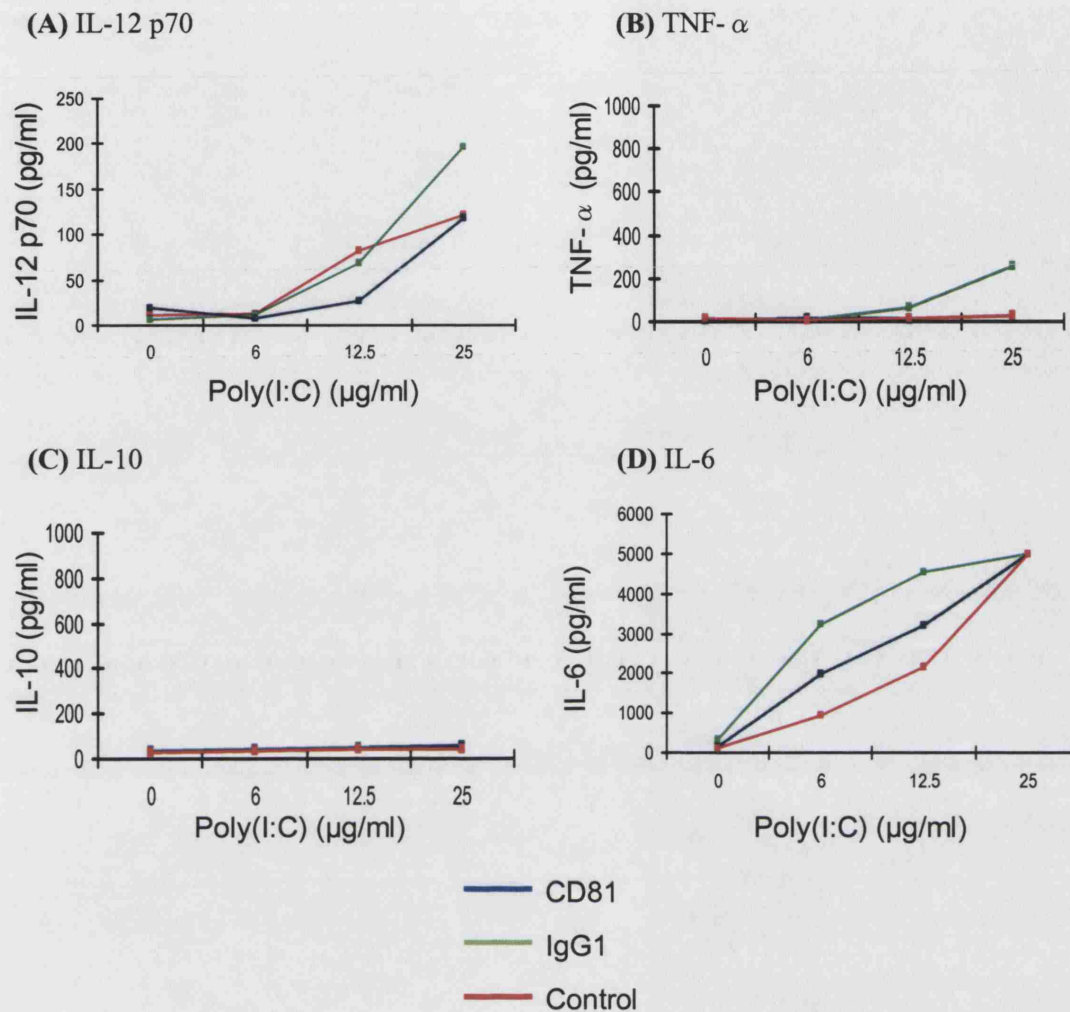 (A) IL-12 p70
250
200
150
100
50
0
IL-12 p70 (pg/ml)
0 6 12.5 25
Poly(I:C) (µg/ml)
(B) TNF- α
1000
800
600
400
200
0
TNF- α (pg/ml)
0 6 12.5 25
Poly(I:C) (µg/ml)
(C) IL-10
1000
800
600
400
200
0
IL-10 (pg/ml)
0 6 12.5 25
Poly(I:C) (µg/ml)
(D) IL-6
6000
5000
4000
3000
2000
1000
0
IL-6 (pg/ml)
0 6 12.5 25
Poly(I:C) (µg/ml)
CD81
IgG1
Control